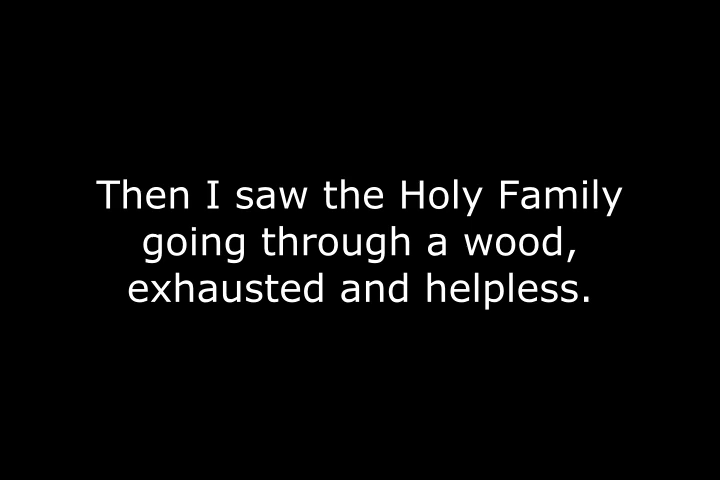 Then I saw the Holy Family
going through a wood,
exhausted and helpless.